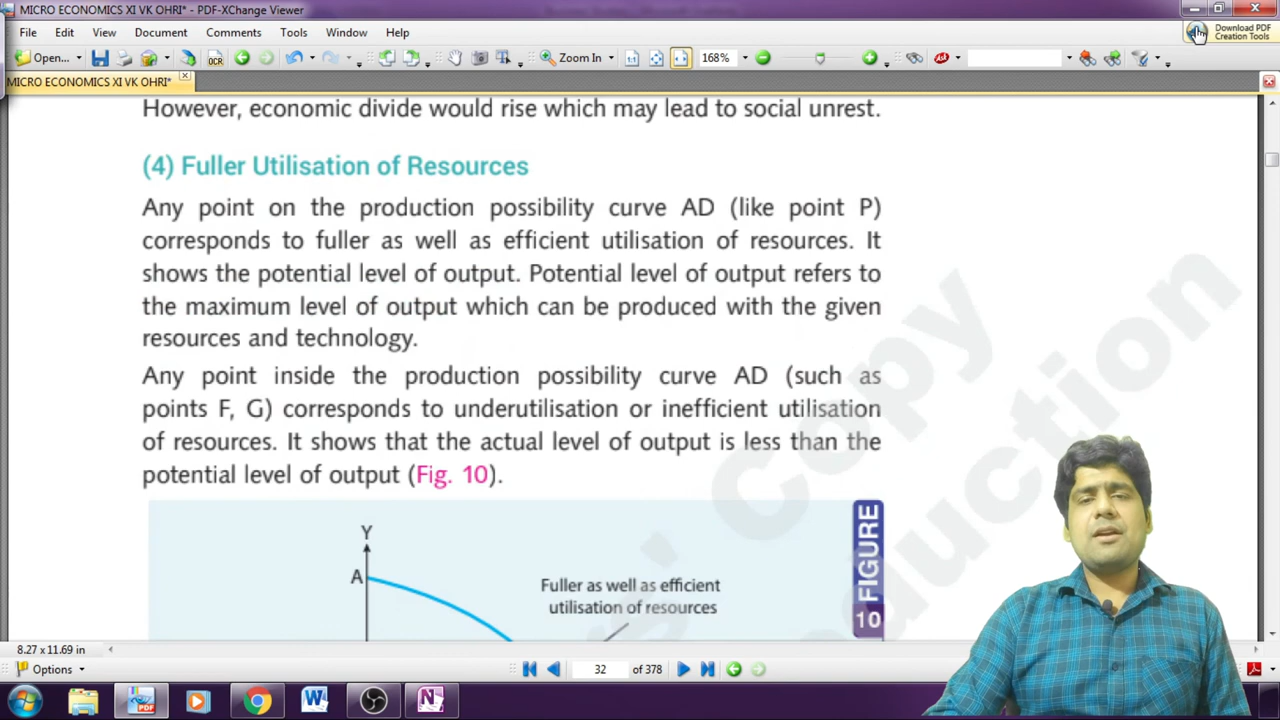 MICRO ECONOMICS XI VK OHRI* - PDF-XChange Viewer
File Edit View Document Comments Tools Window Help
Download PDF
Creation Tools
Open... OCR Zoom In 168%
MICRO ECONOMICS XI VK OHRI*
However, economic divide would rise which may lead to social unrest.
(4) Fuller Utilisation of Resources
Any point on the production possibility curve AD (like point P)
corresponds to fuller as well as efficient utilisation of resources. It
shows the potential level of output. Potential level of output refers to
the maximum level of output which can be produced with the given
resources and technology.
Any point inside the production possibility curve AD (such as
points F, G) corresponds to underutilisation or inefficient utilisation
of resources. It shows that the actual level of output is less than the
potential level of output (Fig. 10).
Y
A
Fuller as well as efficient
utilisation of resources
FIGURE
10
8.27 x 11.69 in
Options 32 of 378